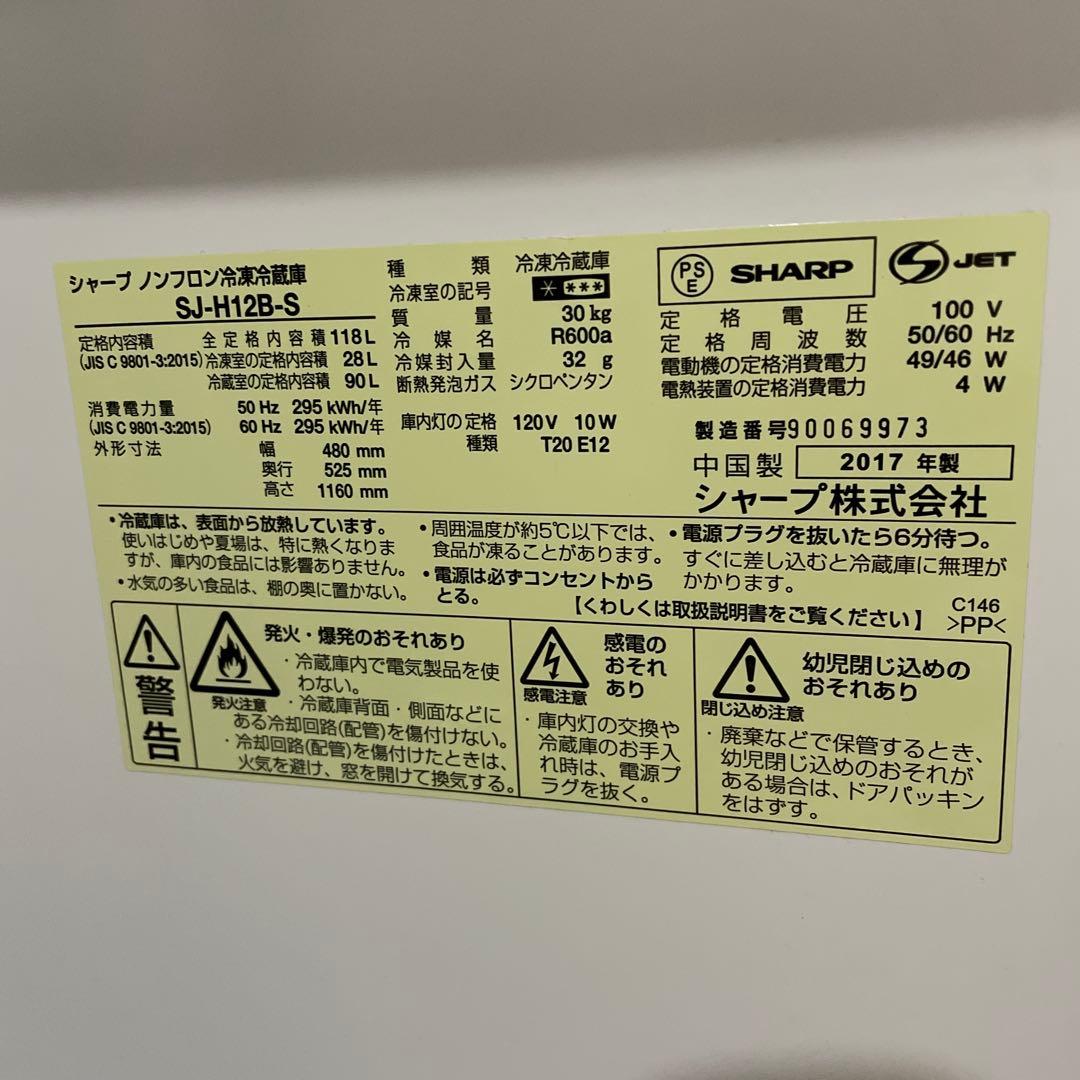 シャープ ノンフロン冷凍冷蔵庫
SJ-H12B-S
定格内容積 全定格内容積 118 L
(JIS C 9801-3:2015) 冷凍室の定格内容積 28 L
冷蔵室の定格内容積 90 L
消費電力量 50 Hz 295 kWh/年
(JIS C 9801-3:2015) 60 Hz 295 kWh/年
外形寸法 幅 480 mm
奥行 525 mm
高さ 1160 mm
種類 冷凍冷蔵庫
冷凍室の記号 * ***
質量 30 kg
冷媒名 R600a
冷媒封入量 32 g
断熱発泡ガス シクロペンタン
庫内灯の定格 120 V 10 W
種類 T20 E12
PS
E
SHARP
JET
定格電圧 100 V
定格周波数 50/60 Hz
電動機の定格消費電力 49/46 W
電熱装置の定格消費電力 4 W
製造番号 90069973
中国製 2017 年製
シャープ株式会社
・冷蔵庫は、表面から放熱しています。
使いはじめや夏場は、特に熱くなりま
すが、庫内の食品には影響ありません。
・水気の多い食品は、棚の奥に置かない。
・周囲温度が約5℃以下では、
食品が凍ることがあります。
・電源は必ずコンセントから
とる。
・電源プラグを抜いたら6分待つ。
すぐに差し込むと冷蔵庫に無理が
かかります。
【くわしくは取扱説明書をご覧ください】
C146
>PP<
警告
発火注意
発火・爆発のおそれあり
・冷蔵庫内で電気製品を使
わない。
・冷蔵庫背面・側面などに
ある冷却回路(配管)を傷付けない。
・冷却回路(配管)を傷付けたときは、
火気を避け、窓を開けて換気する。
感電注意
感電の
おそれ
あり
・庫内灯の交換や
冷蔵庫のお手入
れ時は、電源プ
ラグを抜く。
閉じ込め注意
幼児閉じ込めの
おそれあり
・廃棄などで保管するとき、
幼児閉じ込めのおそれが
ある場合は、ドアパッキン
をはずす。